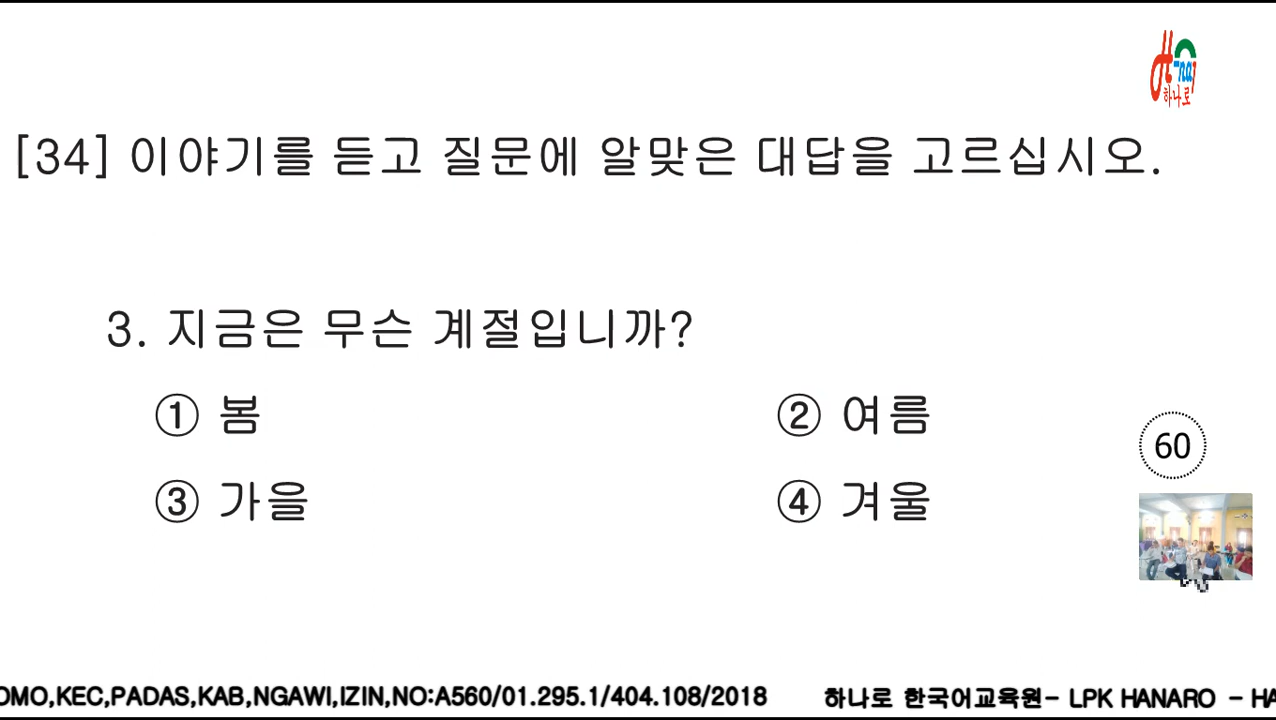 하나로
[34] 이야기를 듣고 질문에 알맞은 대답을 고르십시오.
3. 지금은 무슨 계절입니까?
① 봄
② 여름
③ 가을
④ 겨울
60
OMO,KEC,PADAS,KAB,NGAWI,IZIN,NO:A560/01.295.1/404.108/2018 하나로 한국어교육원- LPK HANARO - HA